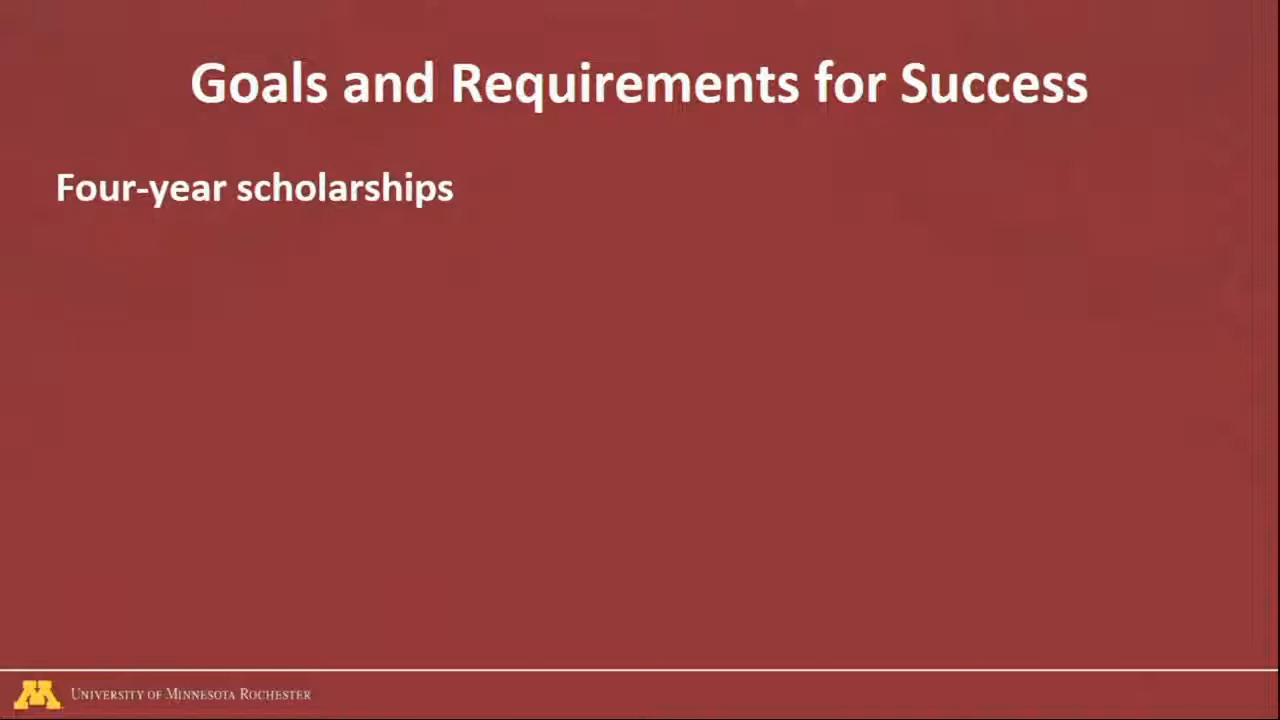 Goals and Requirements for Success
Four-year scholarships
UNIVERSITY OF MINNESOTA ROCHESTER